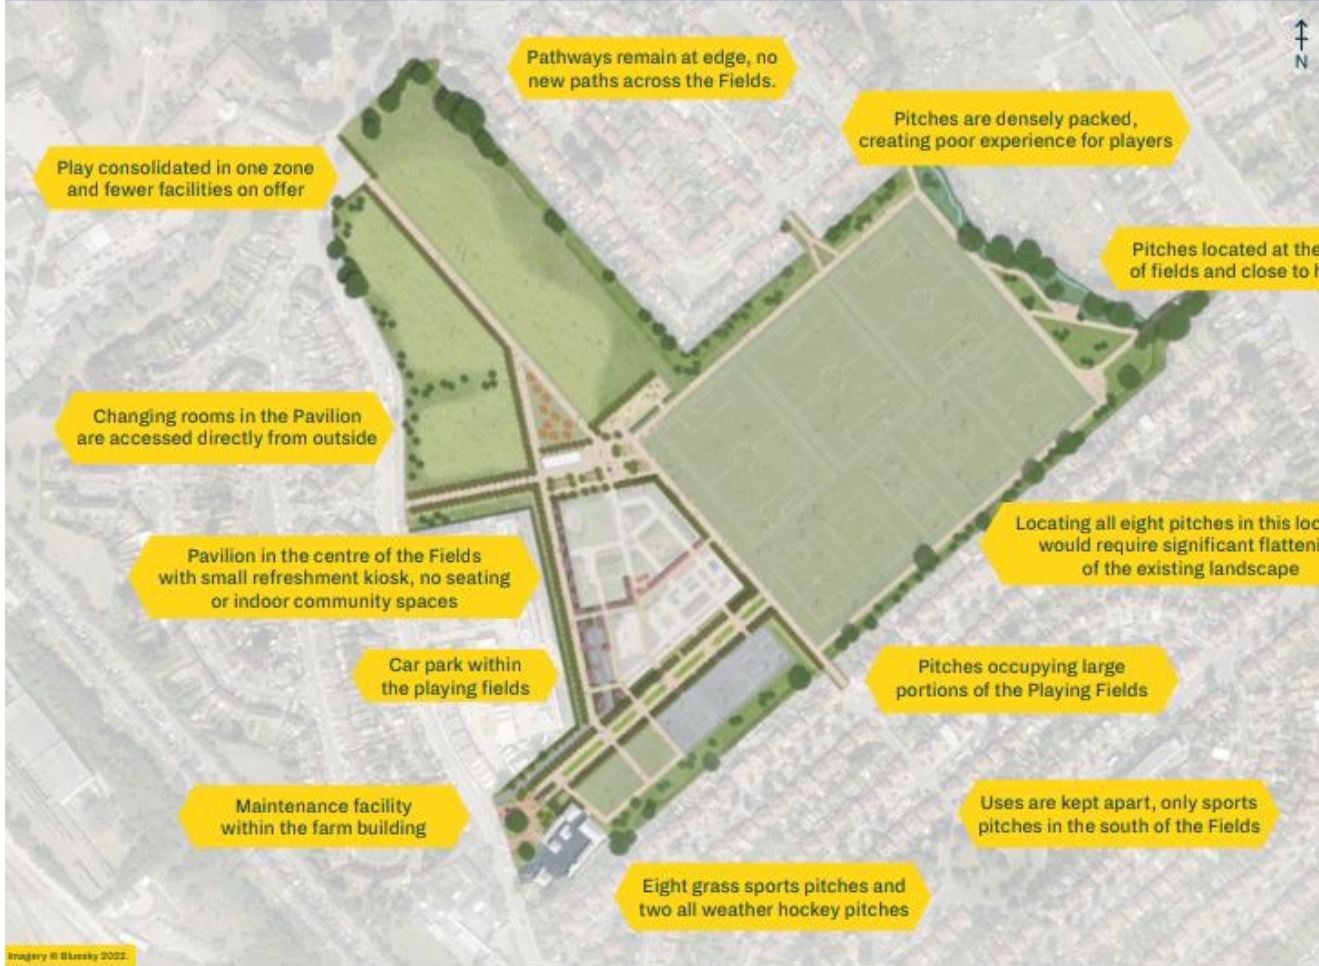 Pathways remain at edge, no
new paths across the Fields.
N
Pitches are densely packed,
creating poor experience for players
Play consolidated in one zone
and fewer facilities on offer
Pitches located at the
of fields and close to
Changing rooms in the Pavilion
are accessed directly from outside
Locating all eight pitches in this
would require significant
of the existing landscape
Pavilion in the centre of the Fields
with small refreshment kiosk, no seating
or indoor community spaces
Car park within
the playing fields
Pitches occupying large
portions of the Playing Fields
Maintenance facility
within the farm building
Uses are kept apart, only sports
pitches in the south of the Fields
Eight grass sports pitches and
two all weather hockey pitches
Imagery © Bluesky 2022.